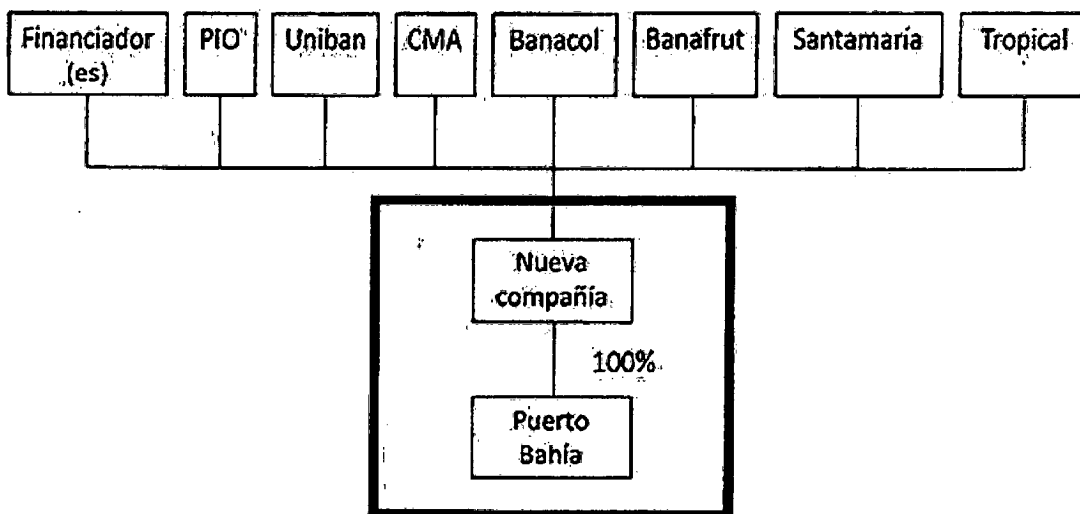 Financiador
(es)
PIO
Uniban
CMA
Banacol
Banafrut
Santamaría
Tropical
Nueva
compañía
100%
Puerto
Bahía